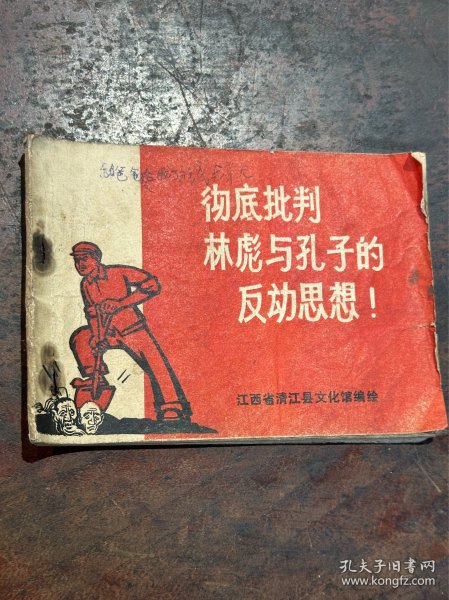 彻底批判
林彪与孔子的
反动思想！
江西省清江县文化馆编绘
孔夫子旧书网
www.kongfz.com